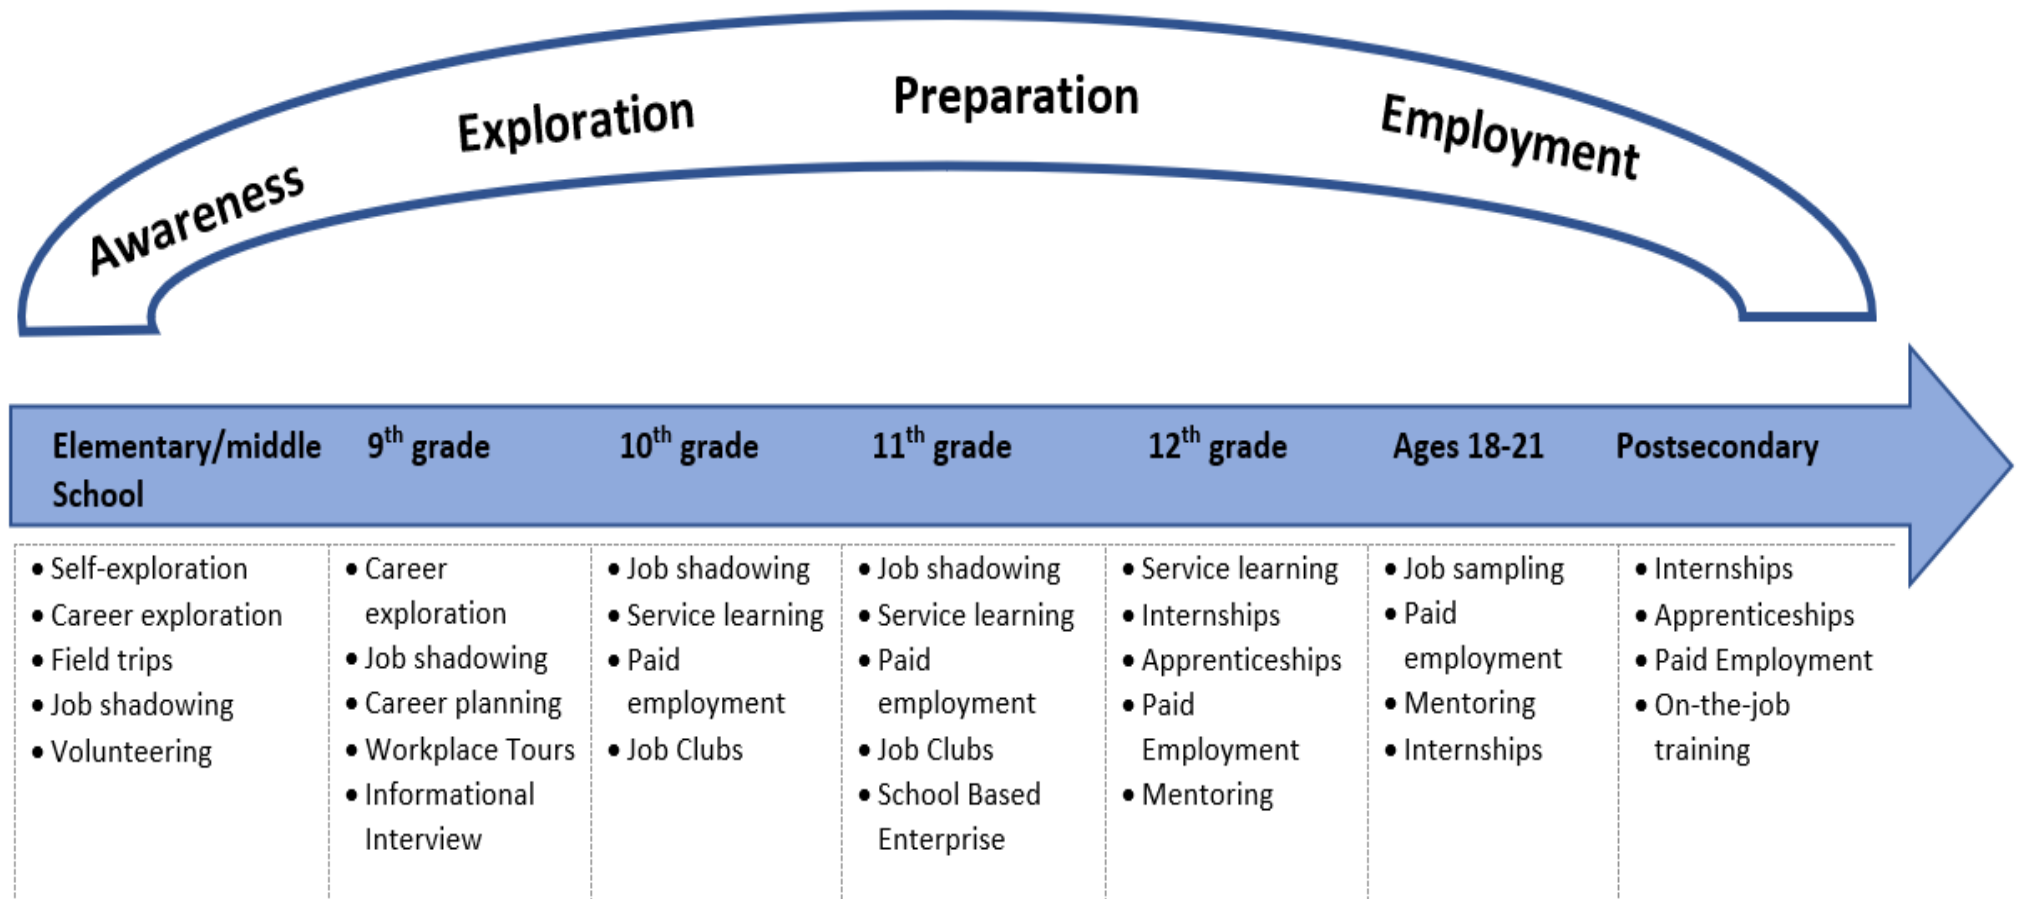 Awareness
Exploration
Preparation
Employment
Elementary/middle
School
9th grade
10th grade
11th grade
12th grade
Ages 18-21
Postsecondary
• Self-exploration
• Career exploration
• Field trips
• Job shadowing
• Volunteering
• Career
exploration
• Job shadowing
• Career planning
• Workplace Tours
• Informational
Interview
• Job shadowing
• Service learning
• Paid
employment
• Job Clubs
• Job shadowing
• Service learning
• Paid
employment
• Job Clubs
• School Based
Enterprise
• Service learning
• Internships
• Apprenticeships
• Paid
Employment
• Mentoring
• Job sampling
• Paid
employment
• Mentoring
• Internships
• Internships
• Apprenticeships
• Paid Employment
• On-the-job
training